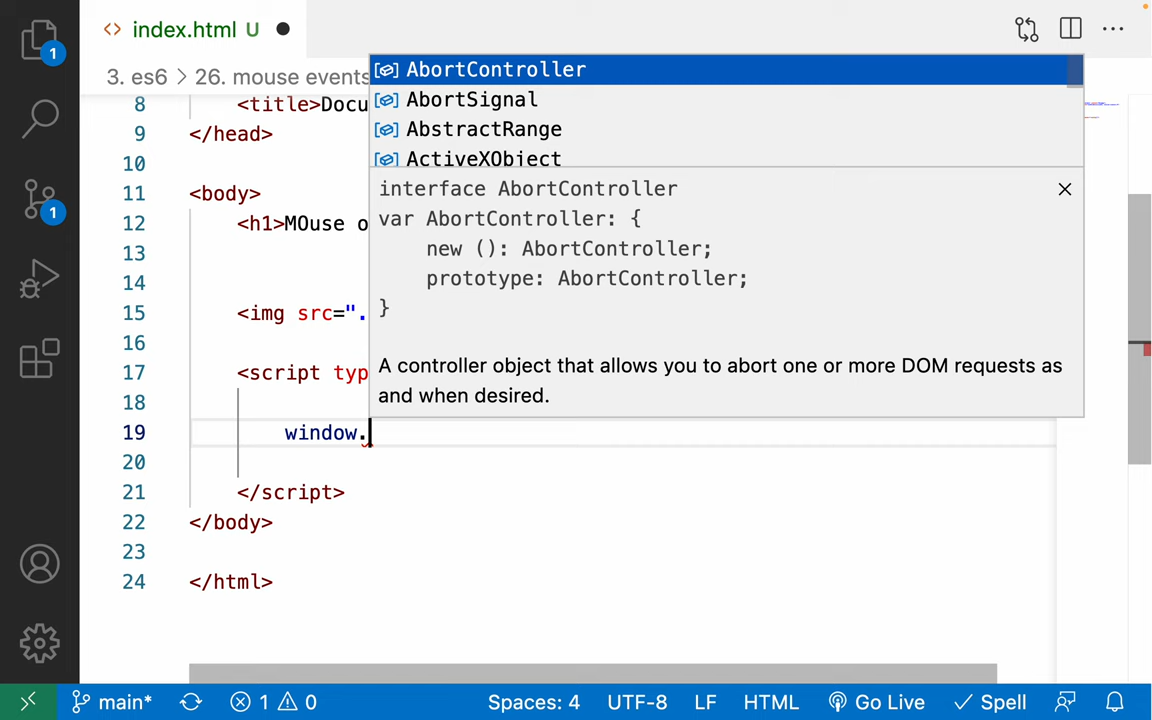 index.html U
3. es6 > 26. mouse events
1
1
AbortController
AbortSignal
AbstractRange
ActiveXObject
interface AbortController
var AbortController: {
new (): AbortController;
prototype: AbortController;
}
A controller object that allows you to abort one or more DOM requests as
and when desired.
8 <title>Docu
9 </head>
10
11 <body>
12 <h1>MOuse o
13
14
15 <img src=".
16
17 <script typ
18
19 window.
20
21 </script>
22 </body>
23
24 </html>
main* 1 0 Spaces: 4 UTF-8 LF HTML Go Live Spell